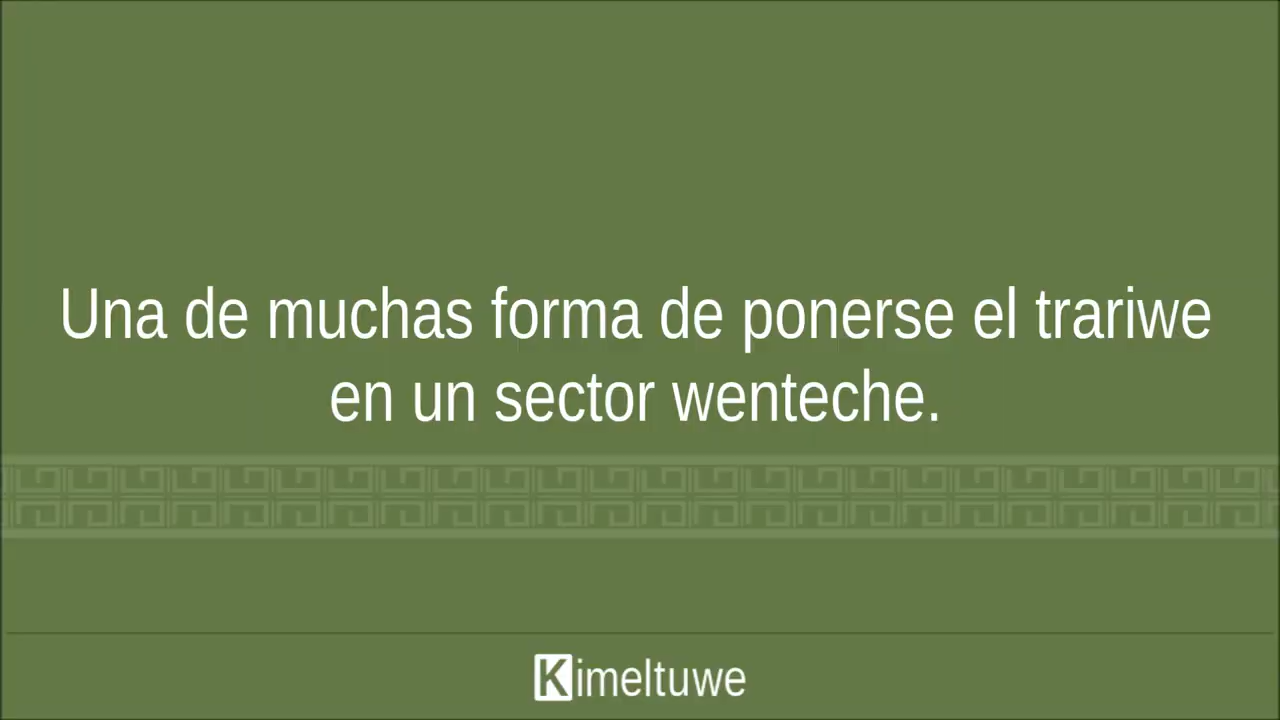 Una de muchas forma de ponerse el trariwe
en un sector wenteche.
Kimeltuwe